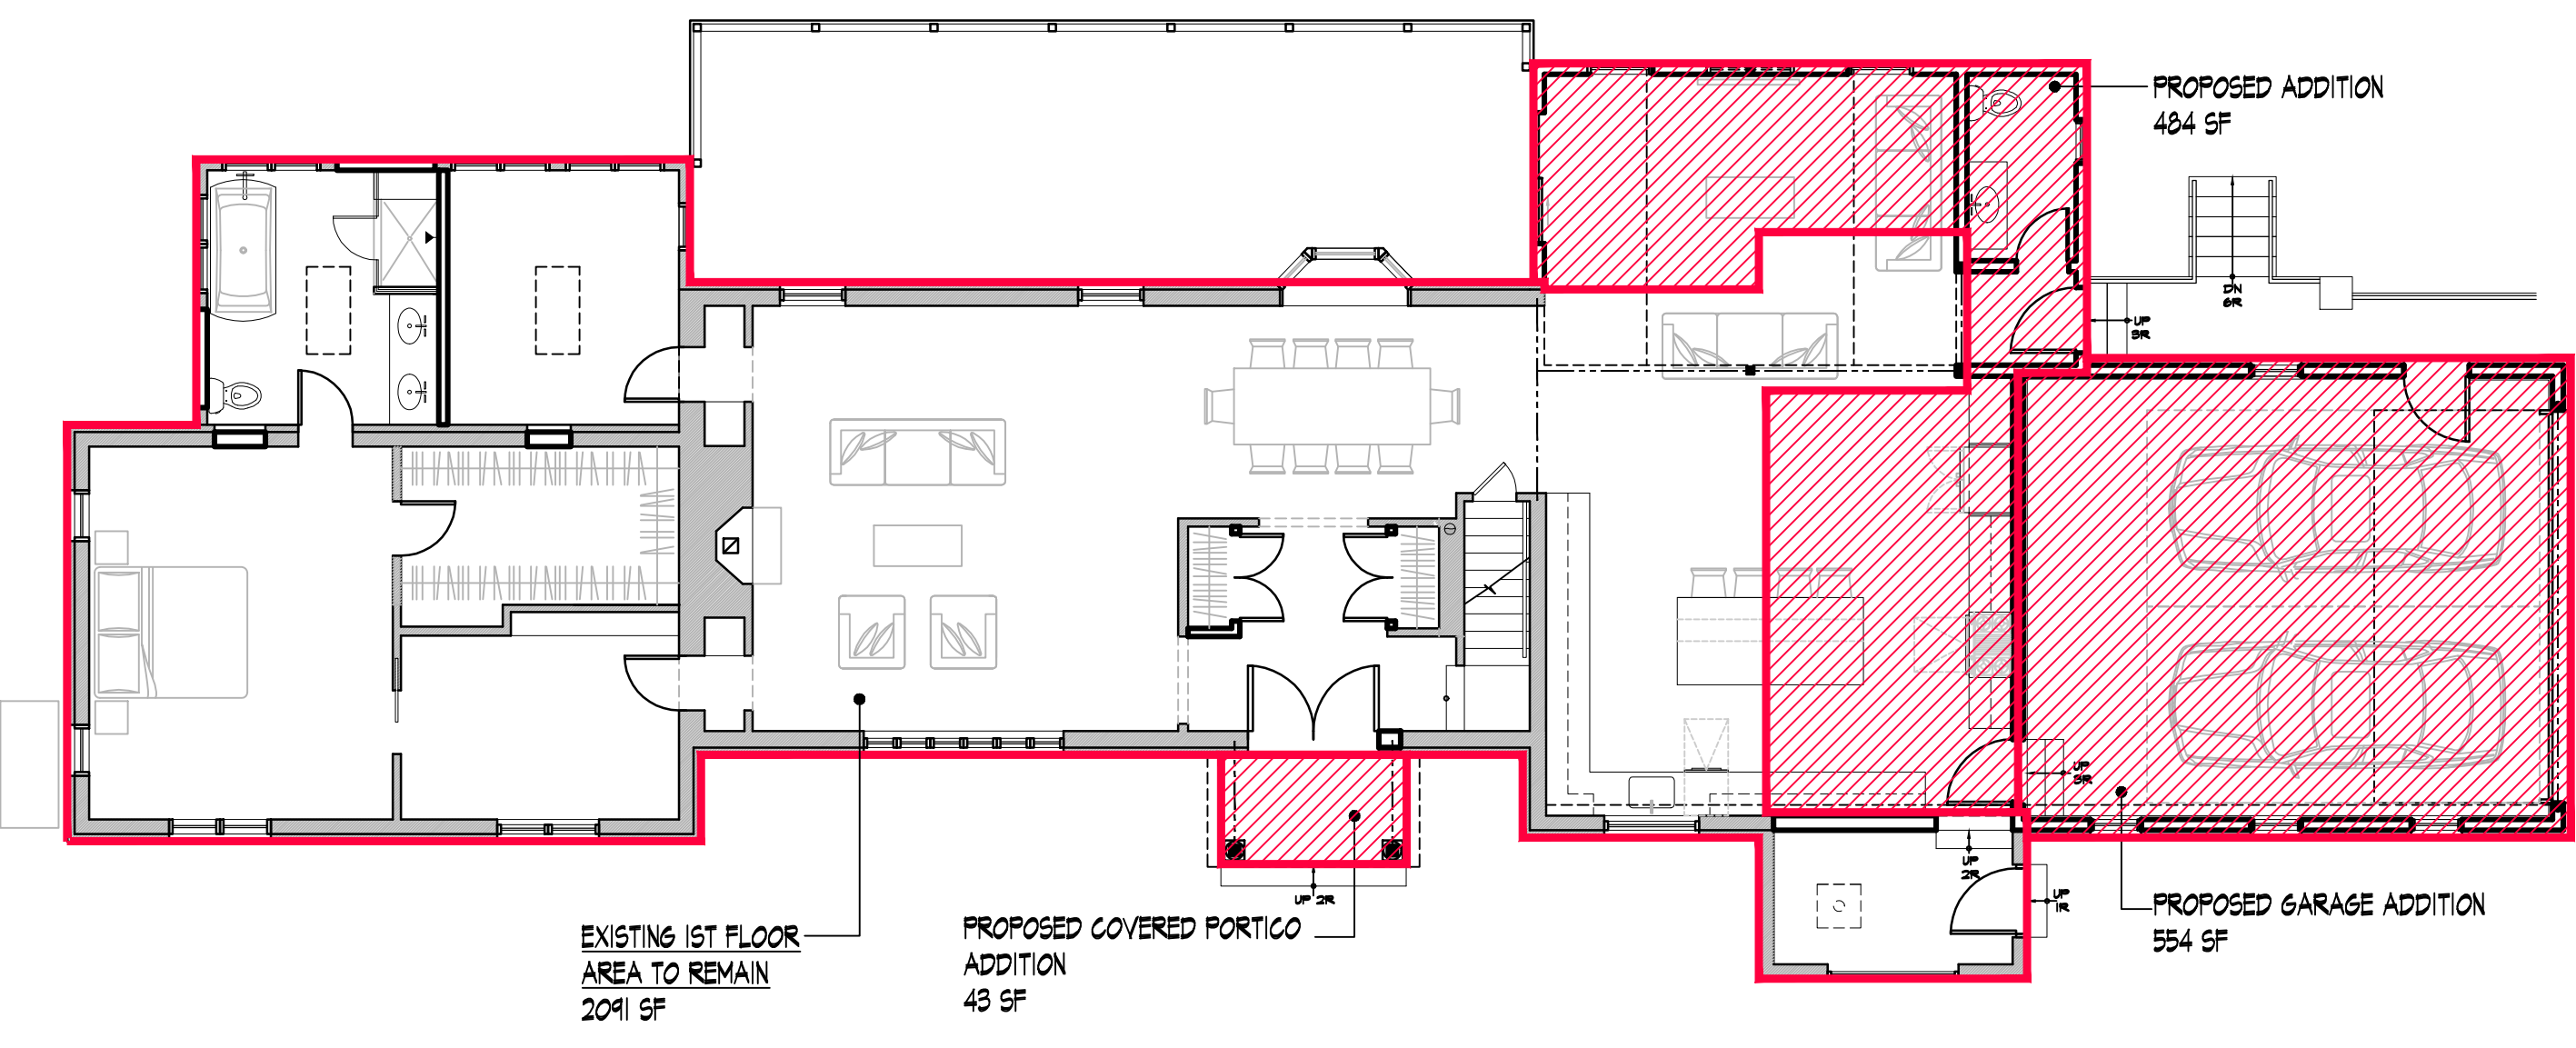 PROPOSED ADDITION
484 SF
DN
6R
UP
3R
UP
3R
UP
2R
UP
1R
UP 2R
PROPOSED GARAGE ADDITION
554 SF
PROPOSED COVERED PORTICO
ADDITION
43 SF
EXISTING 1ST FLOOR
AREA TO REMAIN
2091 SF